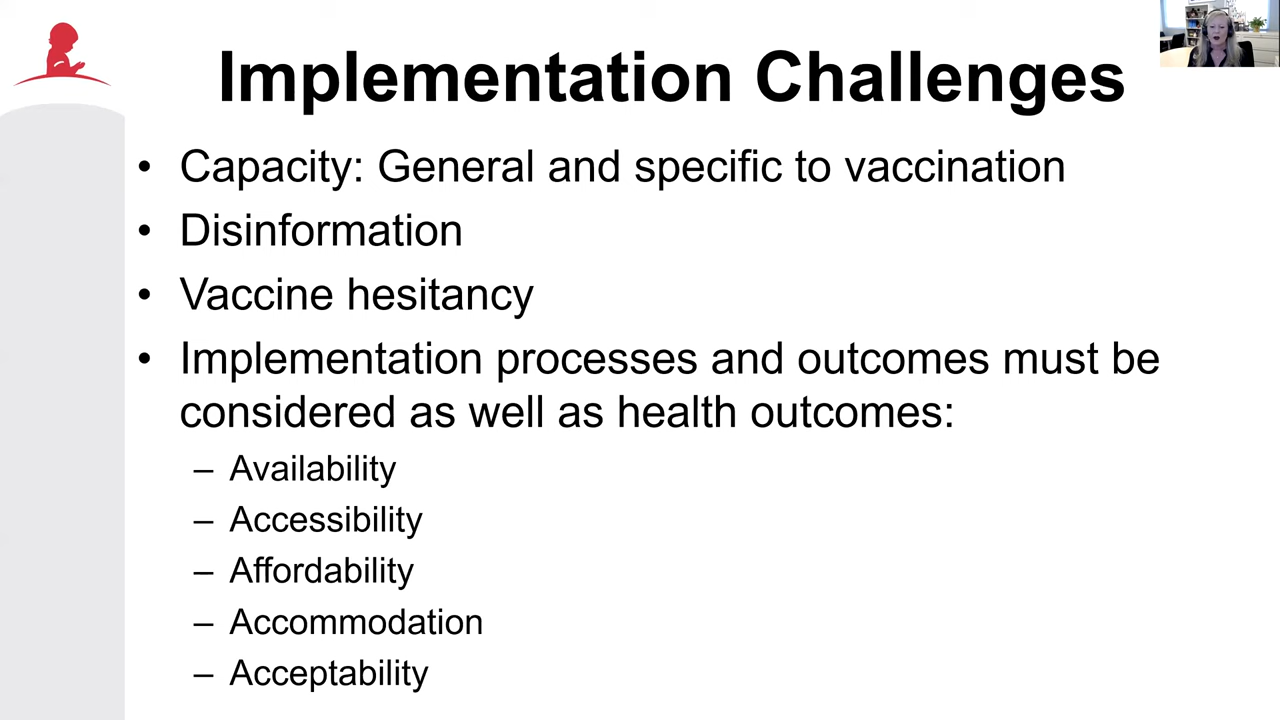 Implementation Challenges
• Capacity: General and specific to vaccination
• Disinformation
• Vaccine hesitancy
• Implementation processes and outcomes must be
considered as well as health outcomes:
– Availability
– Accessibility
– Affordability
– Accommodation
– Acceptability